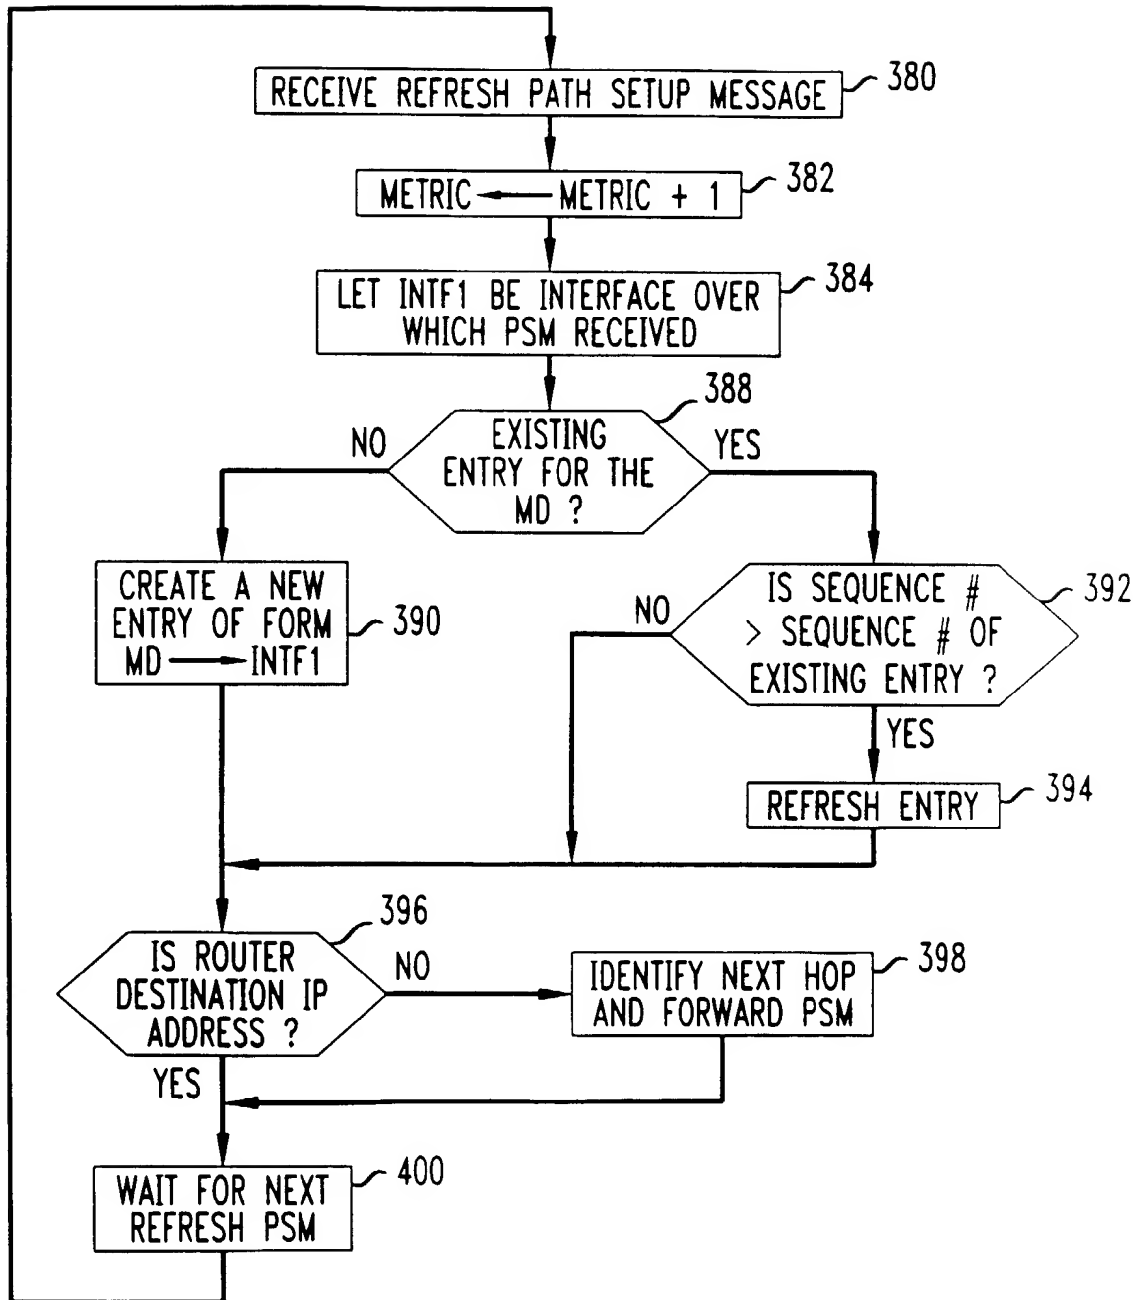 RECEIVE REFRESH PATH SETUP MESSAGE
380
METRIC ← METRIC + 1
382
LET INTF1 BE INTERFACE OVER
WHICH PSM RECEIVED
384
388
EXISTING
ENTRY FOR THE
MD ?
NO
YES
CREATE A NEW
ENTRY OF FORM
MD → INTF1
390
IS SEQUENCE #
> SEQUENCE # OF
EXISTING ENTRY ?
392
NO
YES
REFRESH ENTRY
394
396
IS ROUTER
DESTINATION IP
ADDRESS ?
NO
YES
IDENTIFY NEXT HOP
AND FORWARD PSM
398
WAIT FOR NEXT
REFRESH PSM
400